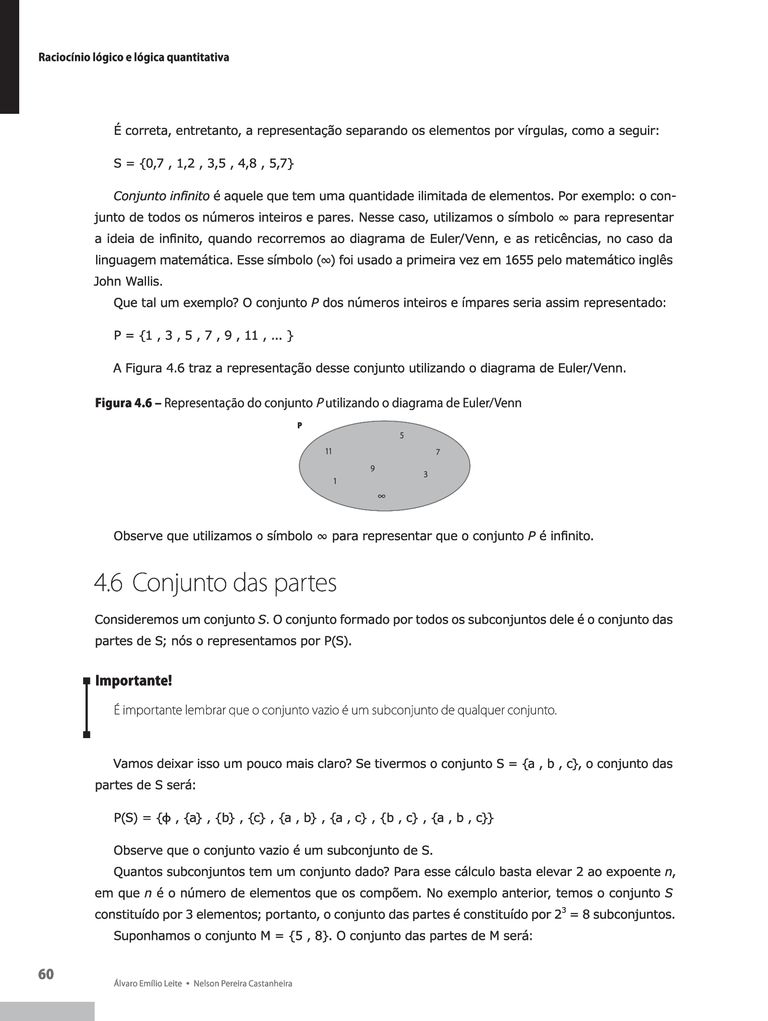 Raciocínio lógico e lógica quantitativa
É correta, entretanto, a representação separando os elementos por vírgulas, como a seguir:
S = {0,7 , 1,2 , 3,5 , 4,8 , 5,7}
Conjunto infinito é aquele que tem uma quantidade ilimitada de elementos. Por exemplo: o con-
junto de todos os números inteiros e pares. Nesse caso, utilizamos o símbolo ∞ para representar
a ideia de infinito, quando recorremos ao diagrama de Euler/Venn, e as reticências, no caso da
linguagem matemática. Esse símbolo (∞) foi usado a primeira vez em 1655 pelo matemático inglês
John Wallis.
Que tal um exemplo? O conjunto P dos números inteiros e ímpares seria assim representado:
P = {1 , 3 , 5 , 7 , 9 , 11 , ... }
A Figura 4.6 traz a representação desse conjunto utilizando o diagrama de Euler/Venn.
Figura 4.6 – Representação do conjunto P utilizando o diagrama de Euler/Venn
P
5
11
7
9
3
1
∞
Observe que utilizamos o símbolo ∞ para representar que o conjunto P é infinito.
4.6 Conjunto das partes
Consideremos um conjunto S. O conjunto formado por todos os subconjuntos dele é o conjunto das
partes de S; nós o representamos por P(S).
Importante!
É importante lembrar que o conjunto vazio é um subconjunto de qualquer conjunto.
Vamos deixar isso um pouco mais claro? Se tivermos o conjunto S = {a , b , c}, o conjunto das
partes de S será:
P(S) = {ϕ , {a} , {b} , {c} , {a , b} , {a , c} , {b , c} , {a , b , c}}
Observe que o conjunto vazio é um subconjunto de S.
Quantos subconjuntos tem um conjunto dado? Para esse cálculo basta elevar 2 ao expoente n,
em que n é o número de elementos que os compõem. No exemplo anterior, temos o conjunto S
constituído por 3 elementos; portanto, o conjunto das partes é constituído por 2³ = 8 subconjuntos.
Suponhamos o conjunto M = {5 , 8}. O conjunto das partes de M será:
60
Álvaro Emílio Leite • Nelson Pereira Castanheira